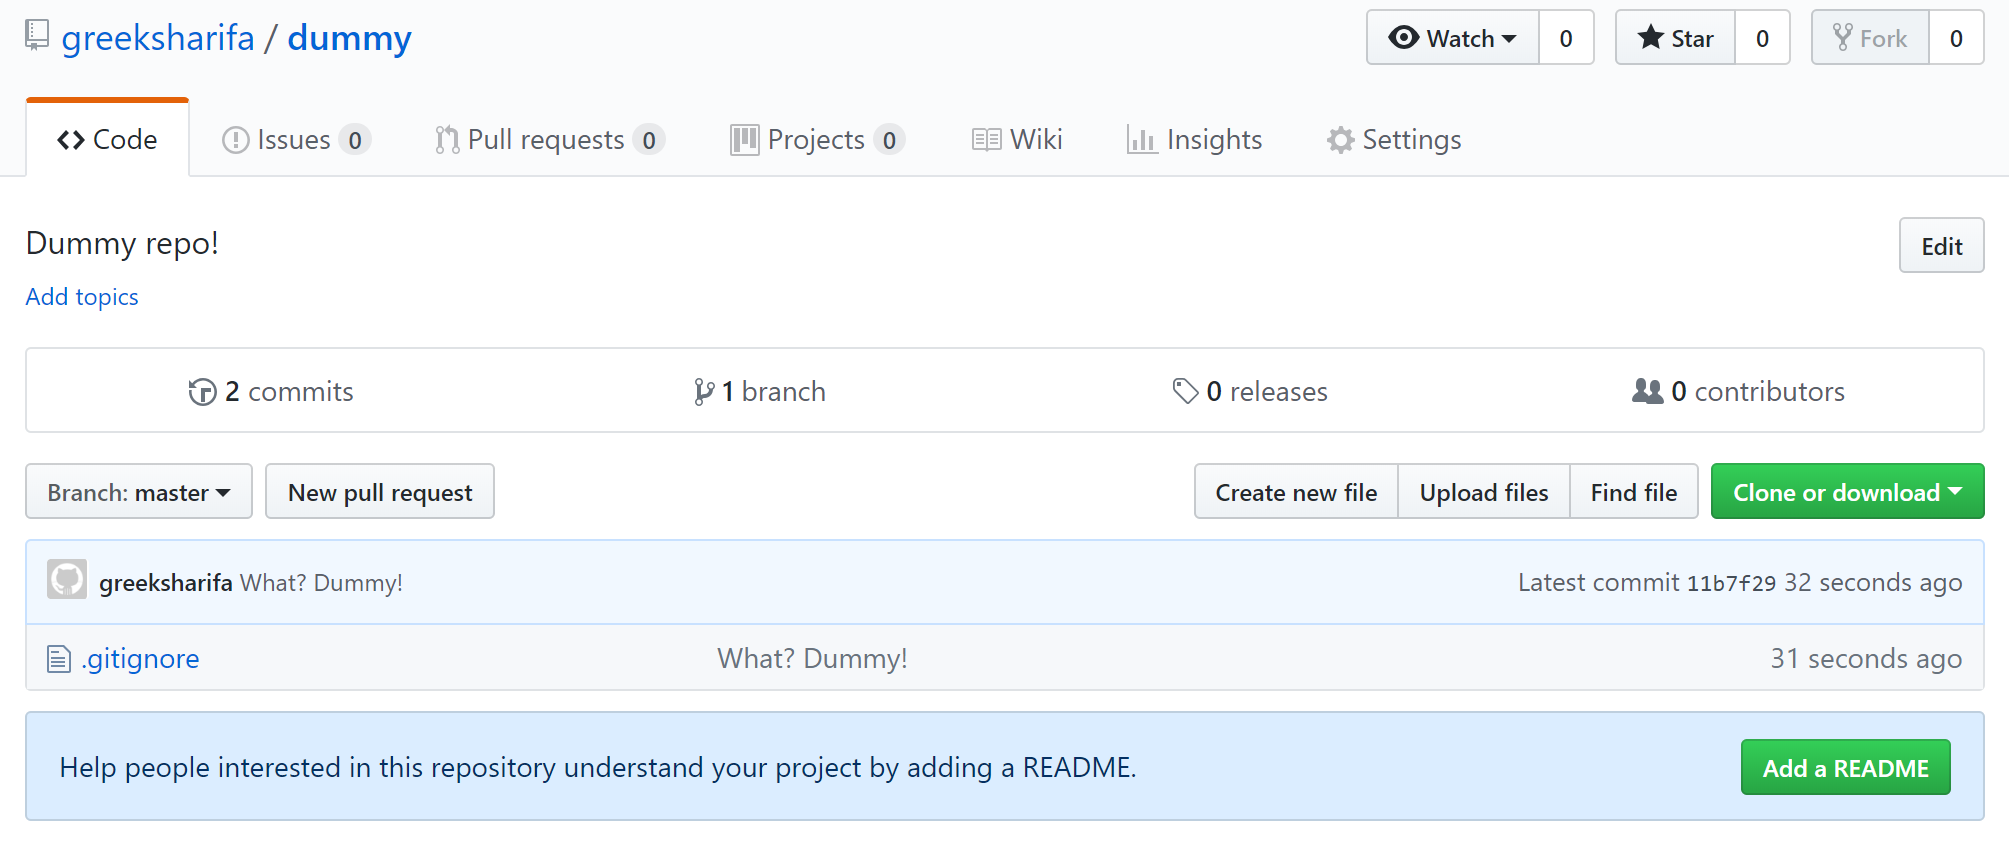 greeksharifa / dummy
Watch 0 Star 0 Fork 0
Code Issues 0 Pull requests 0 Projects 0 Wiki Insights Settings
Dummy repo! Edit
Add topics
2 commits 1 branch 0 releases 0 contributors
Branch: master New pull request Create new file Upload files Find file Clone or download
greeksharifa What? Dummy! Latest commit 11b7f29 32 seconds ago
.gitignore What? Dummy! 31 seconds ago
Help people interested in this repository understand your project by adding a README. Add a README